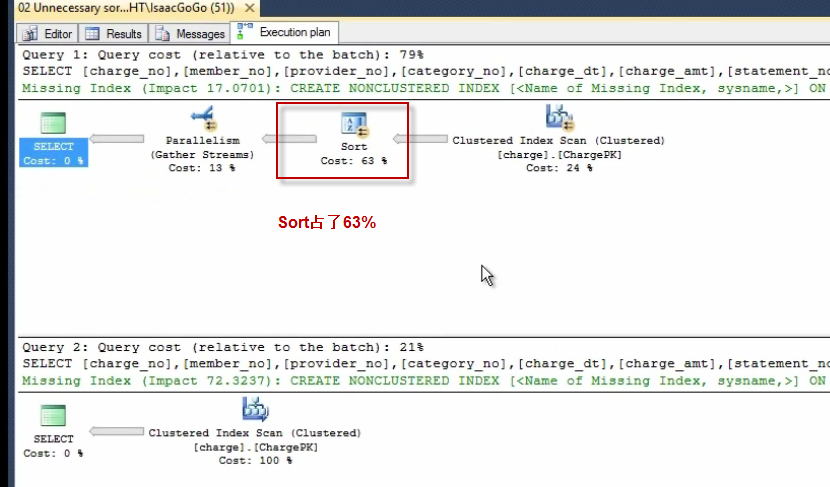 02 Unnecessary sor...HT\IsaacGoGo (51))
Editor Results Messages Execution plan
Query 1: Query cost (relative to the batch): 79%
SELECT [charge_no],[member_no],[provider_no],[category_no],[charge_dt],[charge_amt],[statement_no
Missing Index (Impact 17.0701): CREATE NONCLUSTERED INDEX [<Name of Missing Index, sysname,>] ON
SELECT
Cost: 0 %
Parallelism
(Gather Streams)
Cost: 13 %
Sort
Cost: 63 %
Clustered Index Scan (Clustered)
[charge].[ChargePK]
Cost: 24 %
Sort占了63%
Query 2: Query cost (relative to the batch): 21%
SELECT [charge_no],[member_no],[provider_no],[category_no],[charge_dt],[charge_amt],[statement_no
Missing Index (Impact 72.3237): CREATE NONCLUSTERED INDEX [<Name of Missing Index, sysname,>] ON
SELECT
Cost: 0 %
Clustered Index Scan (Clustered)
[charge].[ChargePK]
Cost: 100 %